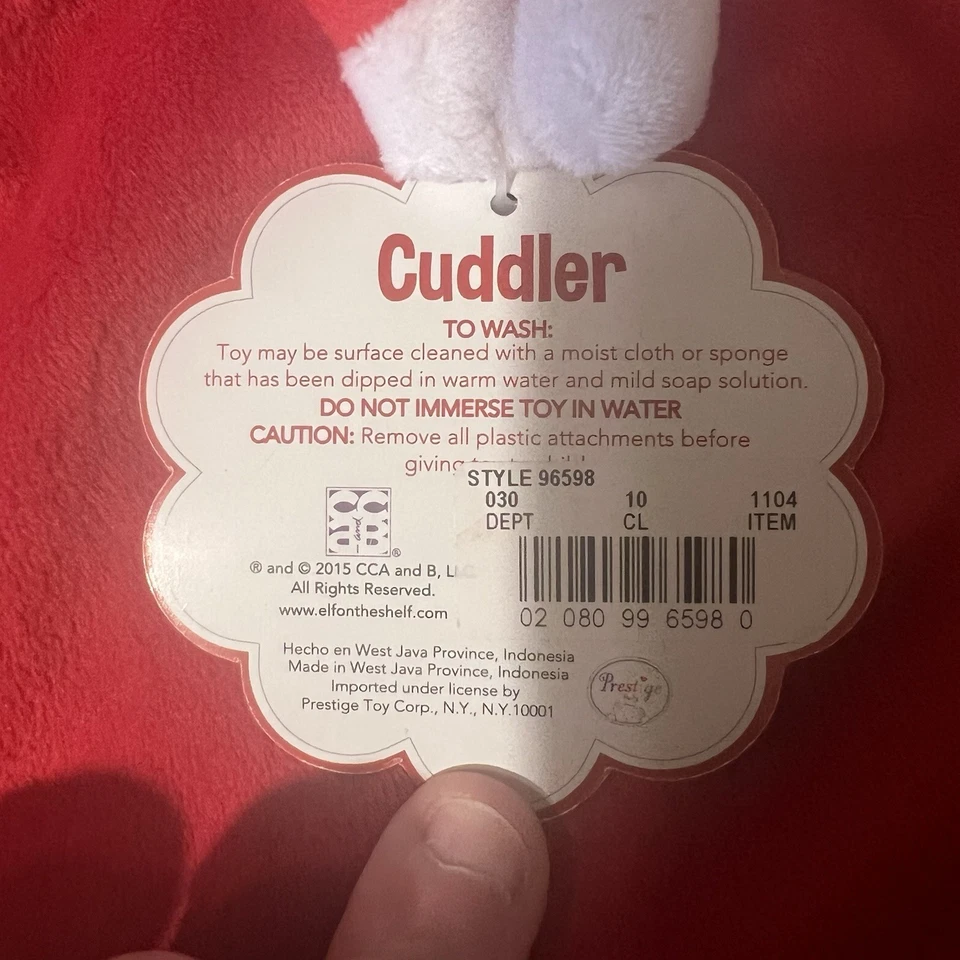 Cuddler
TO WASH:
Toy may be surface cleaned with a moist cloth or sponge
that has been dipped in warm water and mild soap solution.
DO NOT IMMERSE TOY IN WATER
CAUTION: Remove all plastic attachments before
giving
STYLE 96598
030 10 1104
DEPT CL ITEM
02 080 99 6598 0
CCA and B ®
® and © 2015 CCA and B, LLC
All Rights Reserved.
www.elfontheshelf.com
Hecho en West Java Province, Indonesia
Made in West Java Province, Indonesia
Imported under license by
Prestige Toy Corp., N.Y., N.Y.10001
Prestige